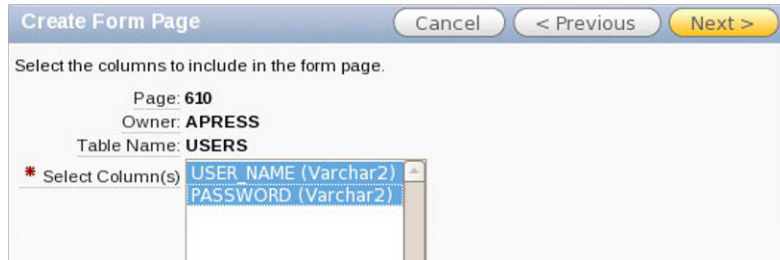 Create Form Page Cancel < Previous Next >
Select the columns to include in the form page.
Page: 610
Owner: APRESS
Table Name: USERS
* Select Column(s) USER_NAME (Varchar2)
PASSWORD (Varchar2)